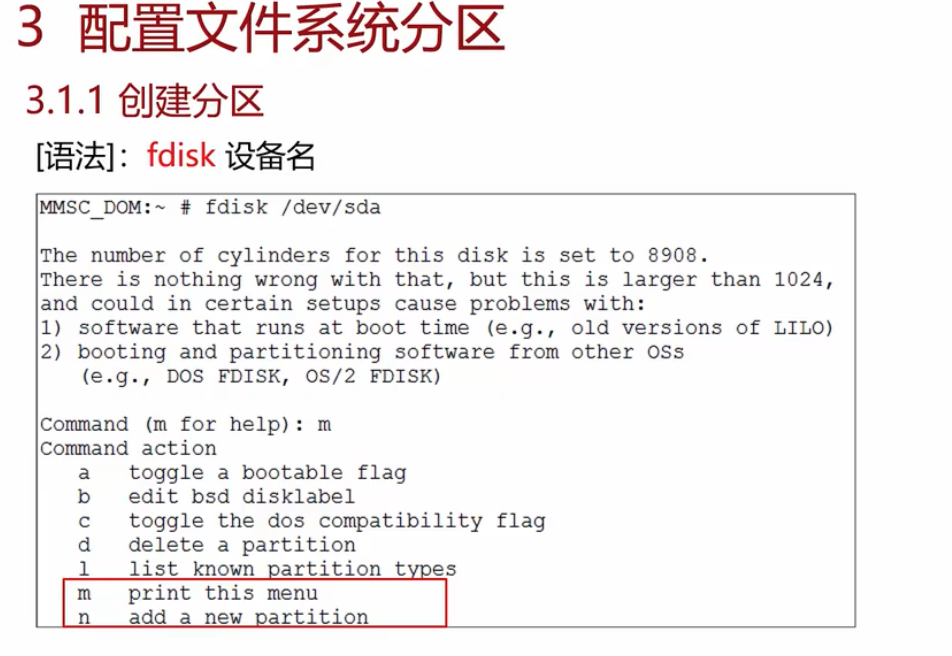 3 配置文件系统分区
3.1.1 创建分区
[语法]：fdisk 设备名
MMSC_DOM:~ # fdisk /dev/sda
The number of cylinders for this disk is set to 8908.
There is nothing wrong with that, but this is larger than 1024,
and could in certain setups cause problems with:
1) software that runs at boot time (e.g., old versions of LILO)
2) booting and partitioning software from other OSs
(e.g., DOS FDISK, OS/2 FDISK)
Command (m for help): m
Command action
a toggle a bootable flag
b edit bsd disklabel
c toggle the dos compatibility flag
d delete a partition
l list known partition types
m print this menu
n add a new partition